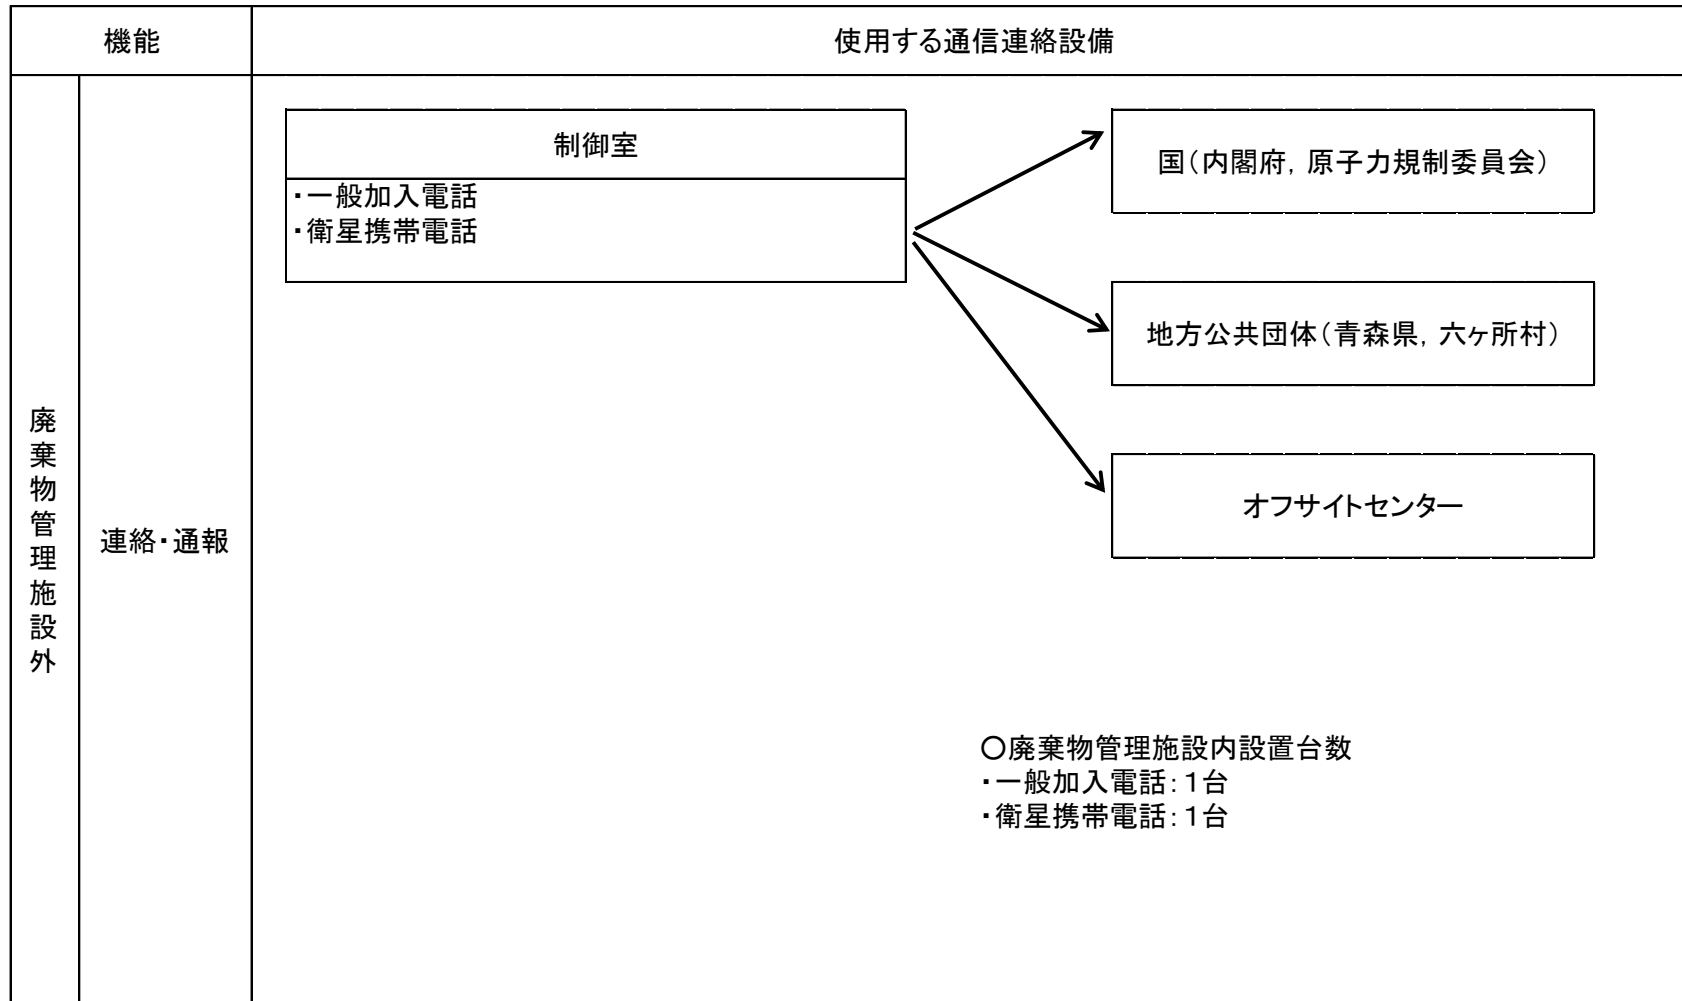 機能
使用する通信連絡設備
廃棄物管理施設外
連絡・通報
制御室
・一般加入電話
・衛星携帯電話
国(内閣府,原子力規制委員会)
地方公共団体(青森県,六ヶ所村)
オフサイトセンター
○廃棄物管理施設内設置台数
・一般加入電話:1台
・衛星携帯電話:1台